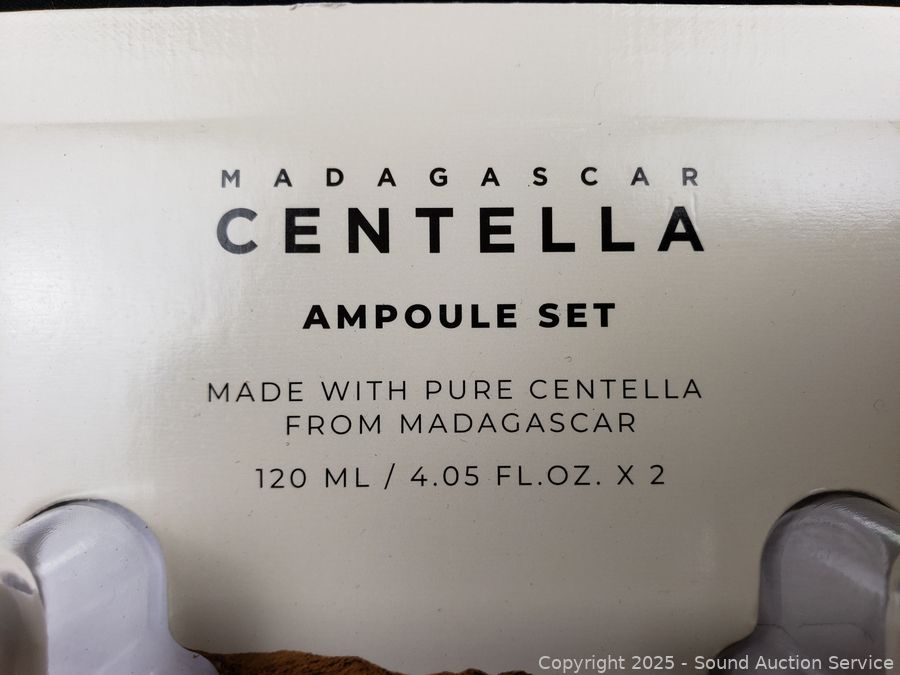 MADAGASCAR
CENTELLA
AMPOULE SET
MADE WITH PURE CENTELLA
FROM MADAGASCAR
120 ML / 4.05 FL.OZ. X 2
Copyright 2025 - Sound Auction Service